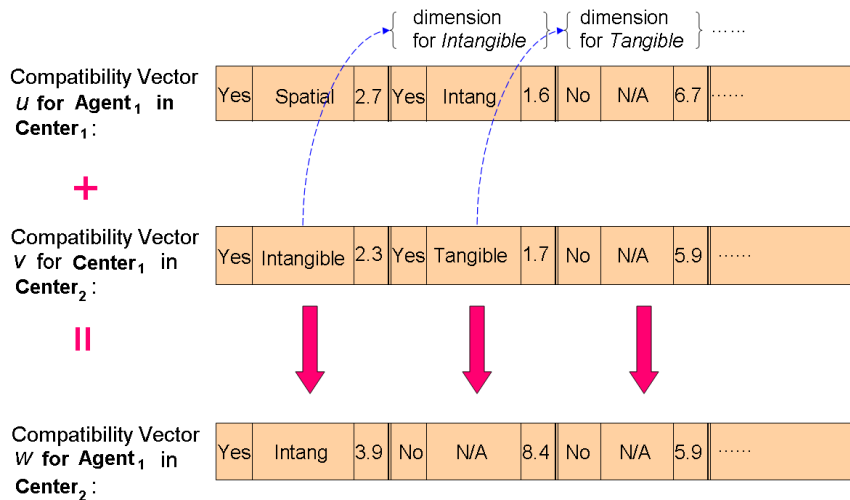 dimension
for Intangible
dimension
for Tangible
……
Compatibility Vector
u for Agent1 in
Center1:
Yes Spatial 2.7 Yes Intang 1.6 No N/A 6.7 ……
+
Compatibility Vector
v for Center1 in
Center2:
Yes Intangible 2.3 Yes Tangible 1.7 No N/A 5.9 ……
=
Compatibility Vector
w for Agent1 in
Center2:
Yes Intang 3.9 No N/A 8.4 No N/A 5.9 ……